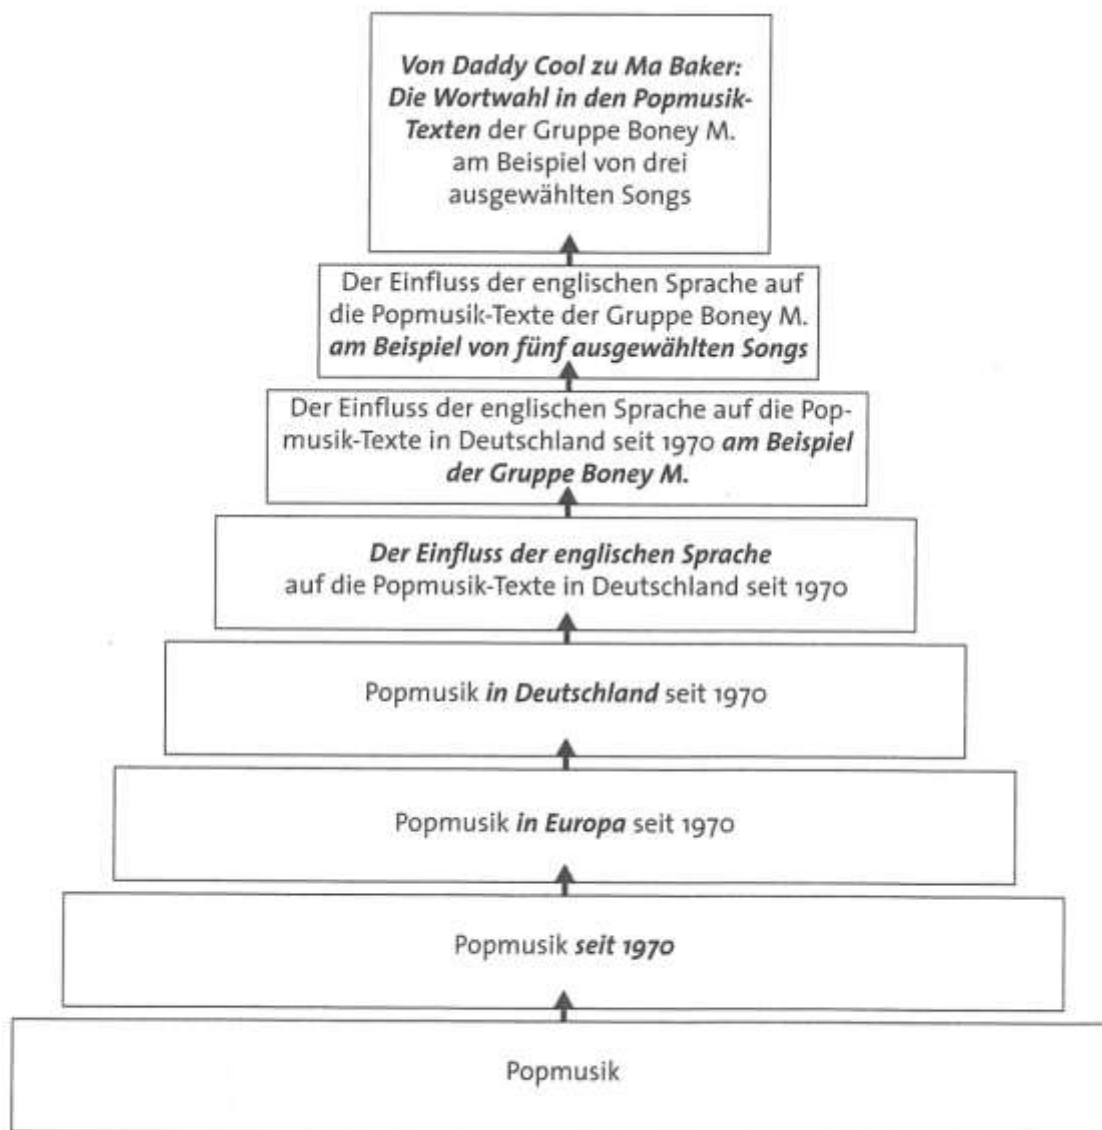 Von Daddy Cool zu Ma Baker:
Die Wortwahl in den Popmusik-
Texten der Gruppe Boney M.
am Beispiel von drei
ausgewählten Songs
Der Einfluss der englischen Sprache auf
die Popmusik-Texte der Gruppe Boney M.
am Beispiel von fünf ausgewählten Songs
Der Einfluss der englischen Sprache auf die Pop-
musik-Texte in Deutschland seit 1970 am Beispiel
der Gruppe Boney M.
Der Einfluss der englischen Sprache
auf die Popmusik-Texte in Deutschland seit 1970
Popmusik in Deutschland seit 1970
Popmusik in Europa seit 1970
Popmusik seit 1970
Popmusik